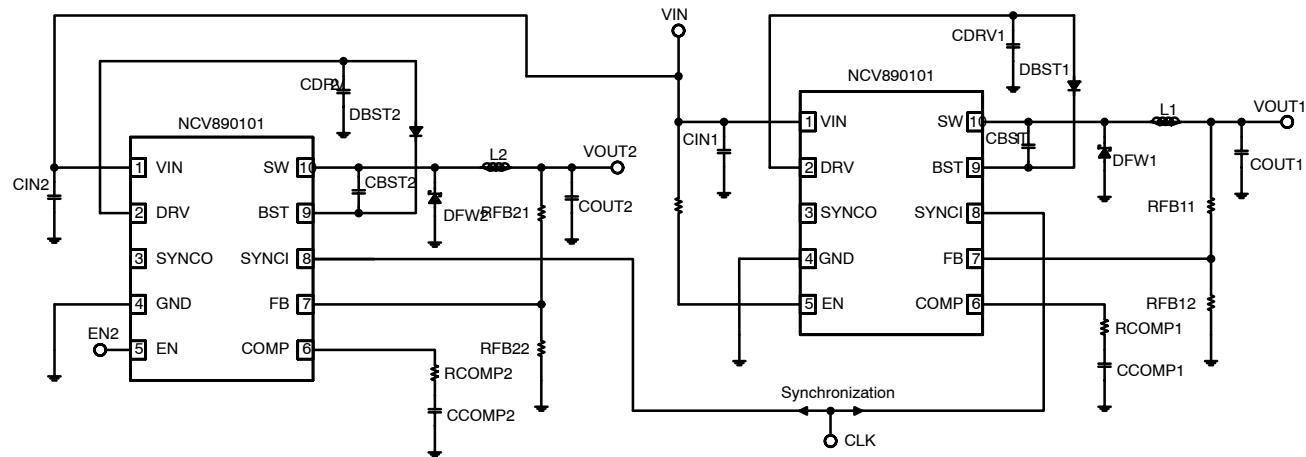 VIN
CDRV1
DBST1
NCV890101
1 VIN
2 DRV
3 SYNCO
4 GND
5 EN
SW 10
BST 9
SYNCI 8
FB 7
COMP 6
CIN1
CBST1
L1
VOUT1
DFW1
COUT1
RFB11
RFB12
RCOMP1
CCOMP1
CDRV2
DBST2
NCV890101
1 VIN
2 DRV
3 SYNCO
4 GND
5 EN
SW 10
BST 9
SYNCI 8
FB 7
COMP 6
CIN2
EN2
CBST2
L2
VOUT2
DFW2
COUT2
RFB21
RFB22
RCOMP2
CCOMP2
Synchronization
CLK